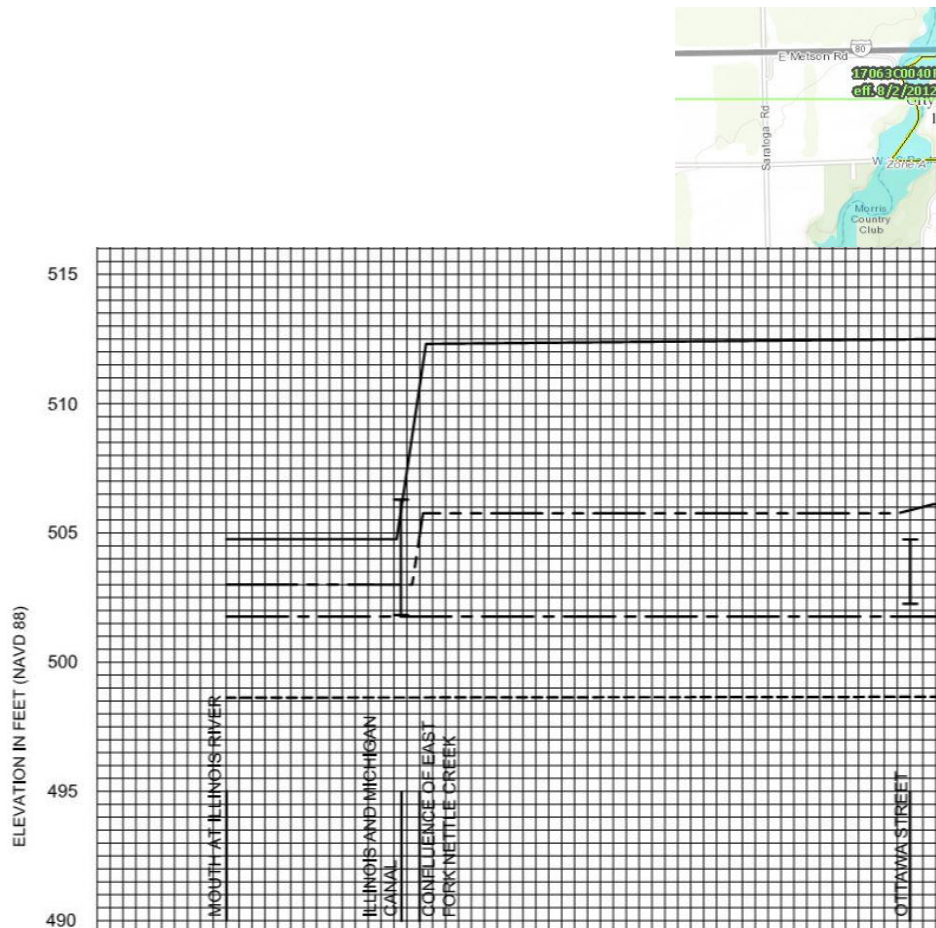 80
E Metson Rd
17063C0040
eff. 8/2/2012
City
Saratoga Rd
W
Zone A
Morris
Country
Club
515
510
505
500
495
490
ELEVATION IN FEET (NAVD 88)
MOUTH AT ILLINOIS RIVER
ILLINOIS AND MICHIGAN
CANAL
CONFLUENCE OF EAST
FORK NETTLE CREEK
OTTAWA STREET